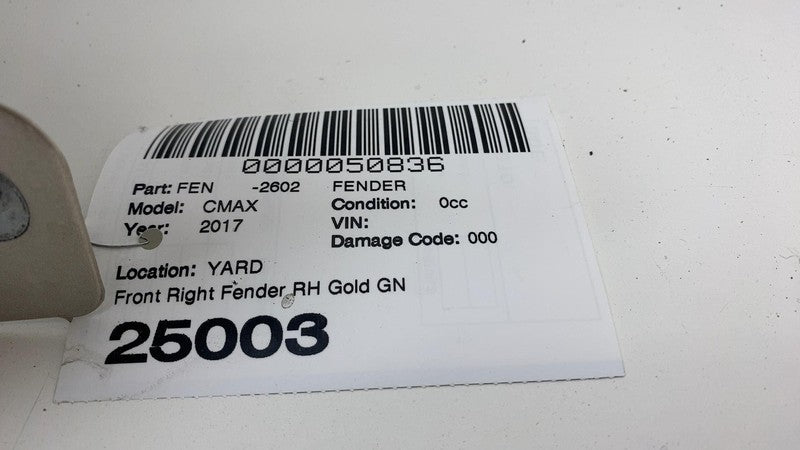 0000050836
Part: FEN -2602 FENDER
Model: CMAX Condition: 0cc
Year: 2017 VIN:
Damage Code: 000
Location: YARD
Front Right Fender RH Gold GN
25003